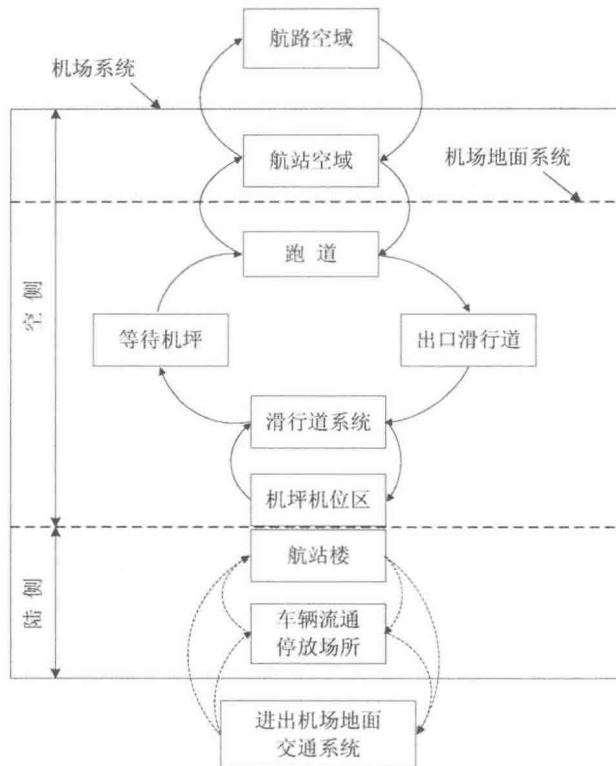 航路空域
机场系统
航站空域
机场地面系统
跑 道
空 侧
等待机坪
出口滑行道
滑行道系统
机坪机位区
航站楼
陆 侧
车辆流通
停放场所
进出机场地面
交通系统